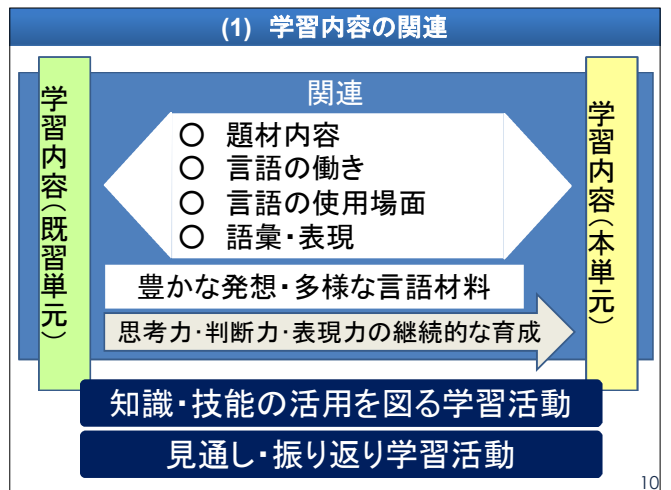 (1) 学習内容の関連
学習内容(既習単元)
関連
○ 題材内容
○ 言語の働き
○ 言語の使用場面
○ 語彙・表現
学習内容(本単元)
豊かな発想・多様な言語材料
思考力・判断力・表現力の継続的な育成
知識・技能の活用を図る学習活動
見通し・振り返り学習活動
10